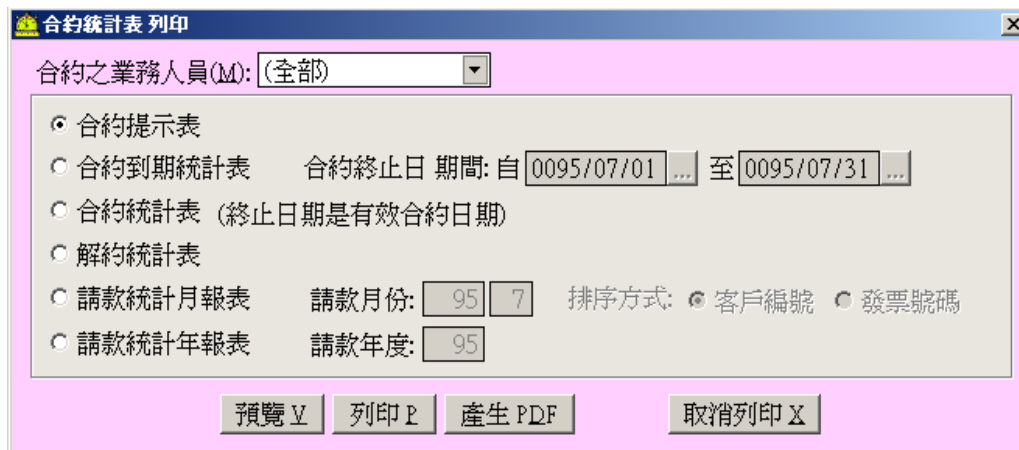 合約統計表 列印
合約之業務人員(M): (全部)
合約提示表
合約到期統計表 合約終止日 期間: 自 0095/07/01 ... 至 0095/07/31 ...
合約統計表 (終止日期是有效合約日期)
解約統計表
請款統計月報表 請款月份: 95 7 排序方式: 客戶編號 發票號碼
請款統計年報表 請款年度: 95
預覽 V 列印 P 產生 PDF 取消列印 X